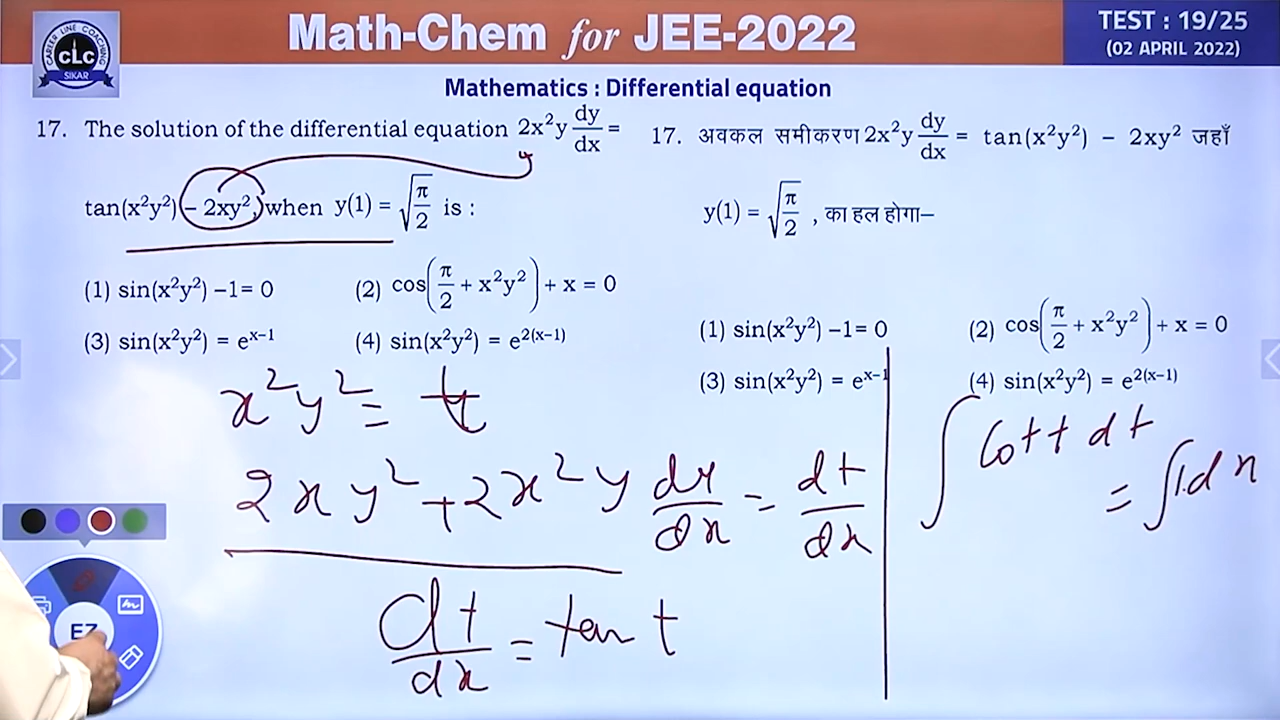 CAREER LINE COACHING
CLC
SIKAR
Math-Chem for JEE-2022
TEST : 19/25
(02 APRIL 2022)
Mathematics : Differential equation
17. The solution of the differential equation 2x²y dy/dx =
tan(x²y²) – 2xy², when y(1) = √(π/2) is :
(1) sin(x²y²) –1= 0 (2) cos(π/2 + x²y²) + x = 0
(3) sin(x²y²) = e^(x–1) (4) sin(x²y²) = e^(2(x–1))
17. अवकल समीकरण 2x²y dy/dx = tan(x²y²) – 2xy² जहाँ
y(1) = √(π/2) , का हल होगा–
(1) sin(x²y²) –1= 0 (2) cos(π/2 + x²y²) + x = 0
(3) sin(x²y²) = e^(x–1) (4) sin(x²y²) = e^(2(x–1))
x²y² = t
2xy² + 2x²y dy/dx = dt/dx
dt/dx = tan t
∫ Cot t dt
= ∫1.dx
EZ